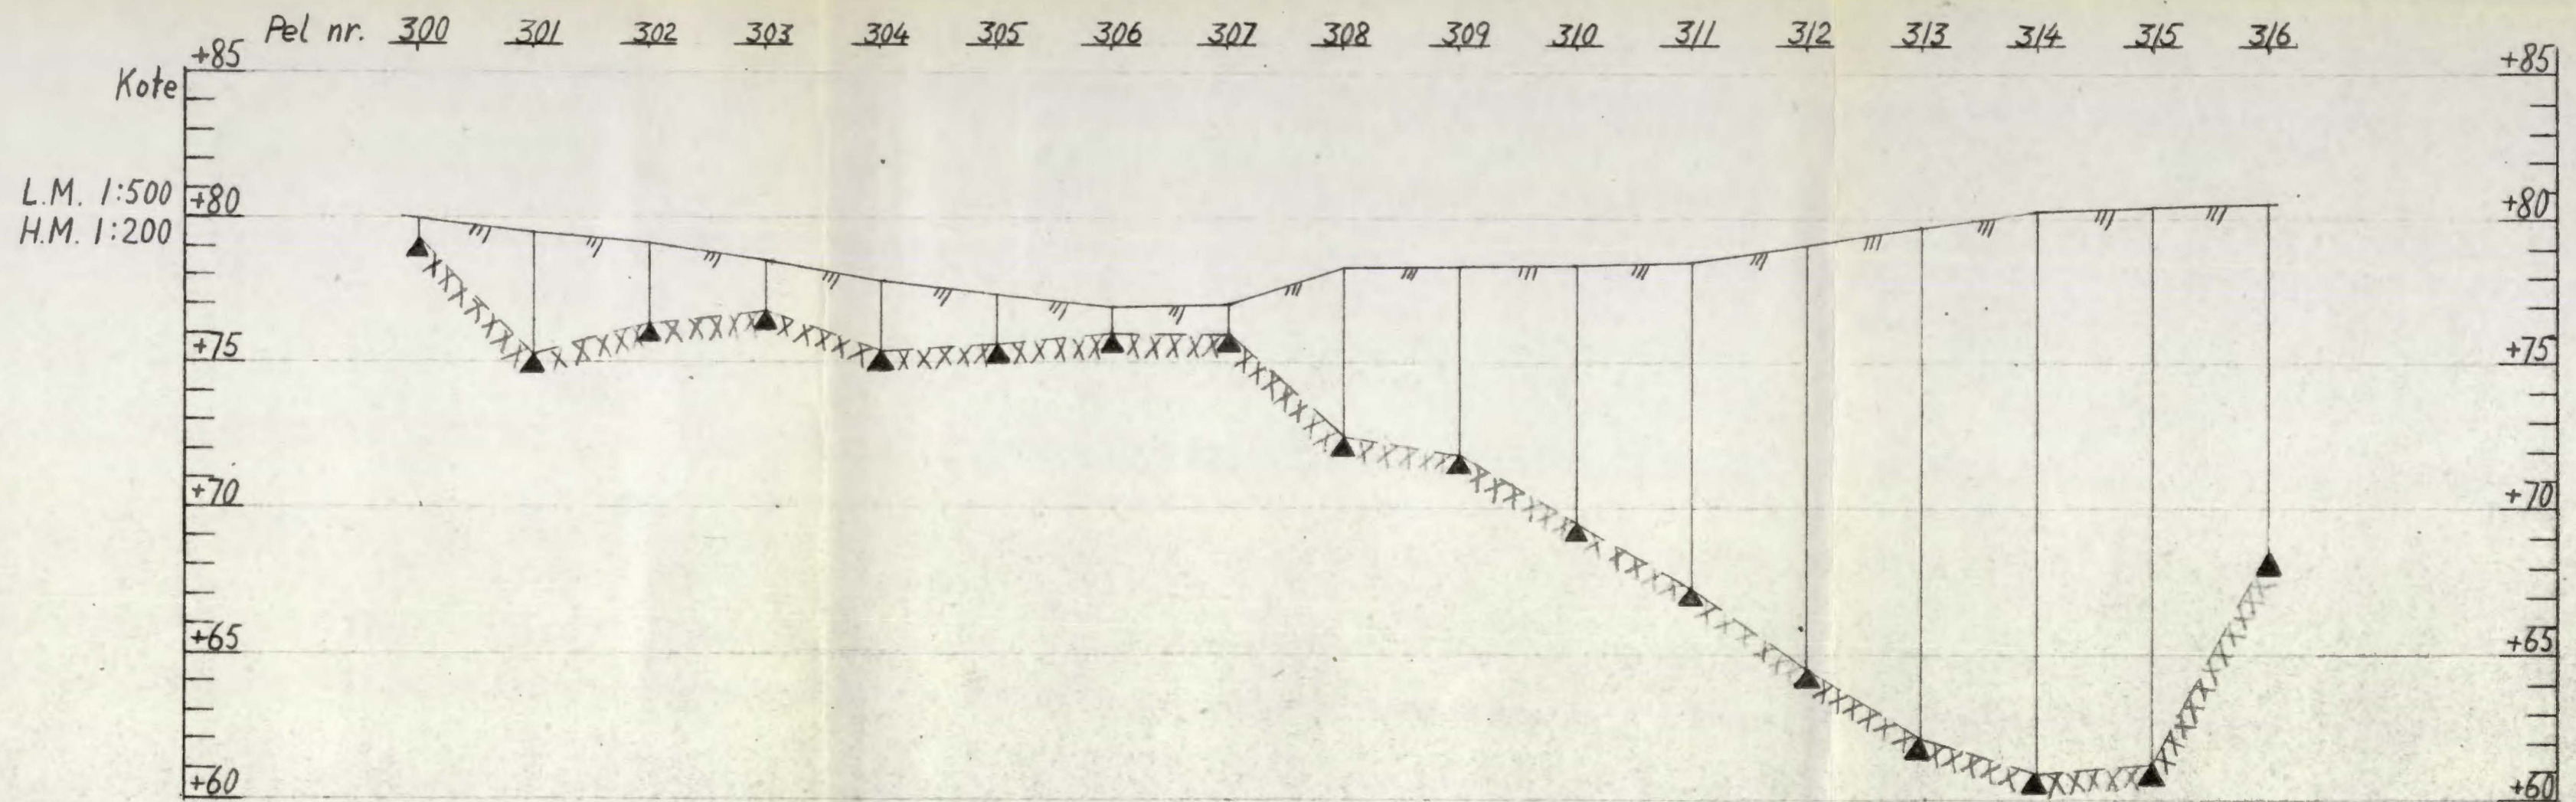 Pel nr. 300 301 302 303 304 305 306 307 308 309 310 311 312 313 314 315 316
+85 +85
Kote
L.M. 1:500 +80 +80
H.M. 1:200
+75 +75
+70 +70
+65 +65
+60 +60